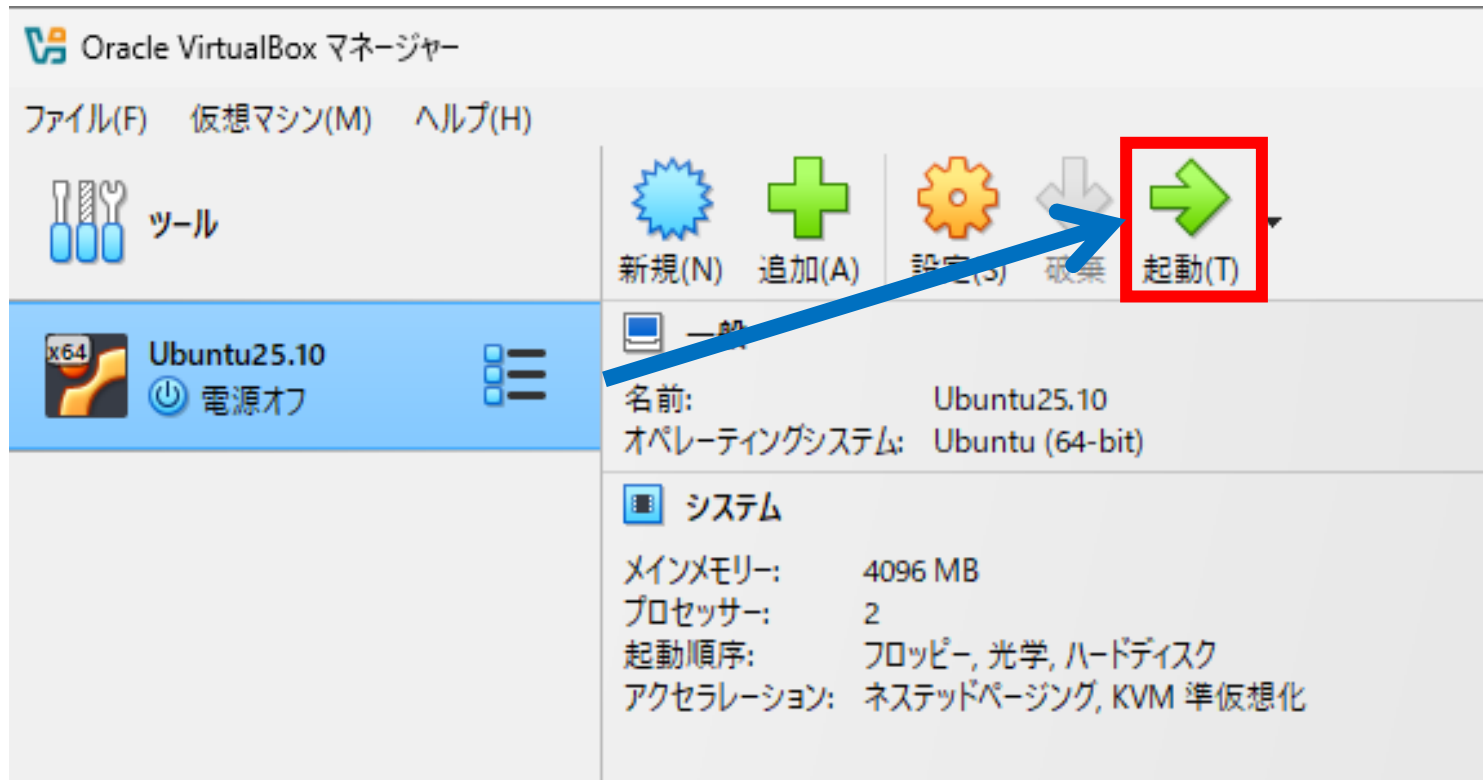 Oracle VirtualBox マネージャー
ファイル(F) 仮想マシン(M) ヘルプ(H)
ツール
新規(N) 追加(A) 設定(S) 破棄 起動(T)
x64
Ubuntu25.10
電源オフ
一般
名前: Ubuntu25.10
オペレーティングシステム: Ubuntu (64-bit)
システム
メインメモリー: 4096 MB
プロセッサー: 2
起動順序: フロッピー, 光学, ハードディスク
アクセラレーション: ネステッドページング, KVM 準仮想化